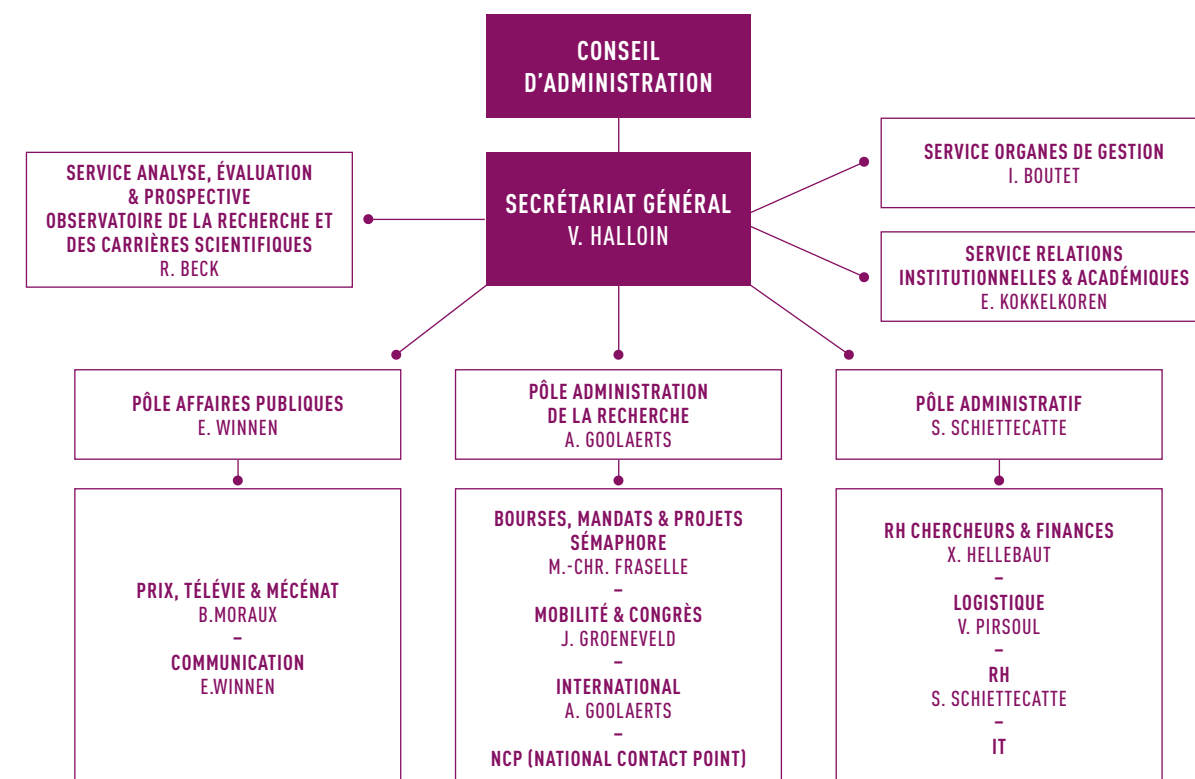 CONSEIL
D'ADMINISTRATION
SERVICE ANALYSE, ÉVALUATION
& PROSPECTIVE
OBSERVATOIRE DE LA RECHERCHE ET
DES CARRIÈRES SCIENTIFIQUES
R. BECK
SECRÉTARIAT GÉNÉRAL
V. HALLOIN
SERVICE ORGANES DE GESTION
I. BOUTET
SERVICE RELATIONS
INSTITUTIONNELLES & ACADÉMIQUES
E. KOKKELKOREN
PÔLE AFFAIRES PUBLIQUES
E. WINNEN
PÔLE ADMINISTRATION
DE LA RECHERCHE
A. GOOLAERTS
PÔLE ADMINISTRATIF
S. SCHIETTECATTE
PRIX, TÉLÉVIE & MÉCÉNAT
B.MORAUX
–
COMMUNICATION
E.WINNEN
BOURSES, MANDATS & PROJETS
SÉMAPHORE
M.-CHR. FRASELLE
–
MOBILITÉ & CONGRÈS
J. GROENEVELD
–
INTERNATIONAL
A. GOOLAERTS
–
NCP (NATIONAL CONTACT POINT)
RH CHERCHEURS & FINANCES
X. HELLEBAUT
–
LOGISTIQUE
V. PIRSOUL
–
RH
S. SCHIETTECATTE
–
IT